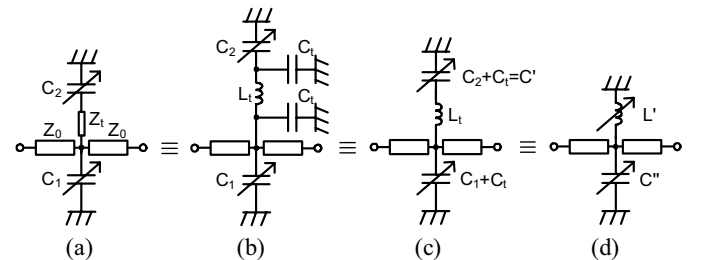 C₂
Zₜ
Z₀
Z₀
C₁
(a)
≡
C₂
Cₜ
Lₜ
Cₜ
C₁
(b)
≡
C₂+Cₜ=C'
Lₜ
C₁+Cₜ
(c)
≡
L'
C"
(d)